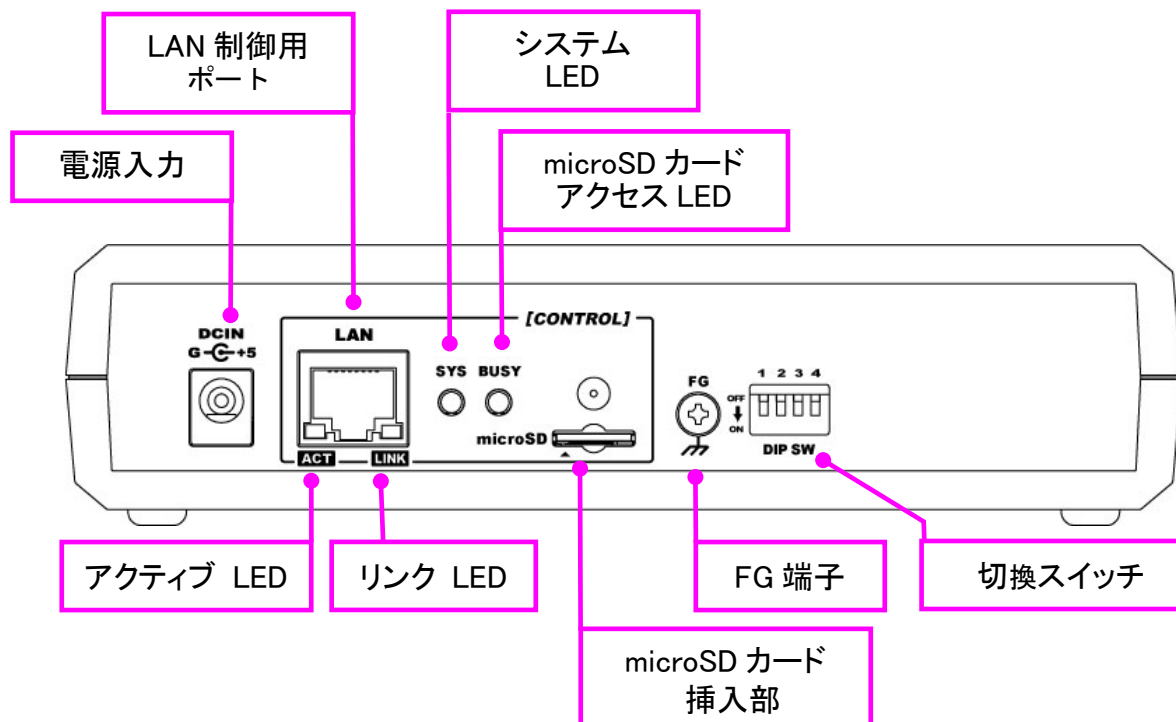 LAN 制御用
ポート
システム
LED
電源入力
microSD カード
アクセス LED
[CONTROL]
DCIN
G +5
LAN
SYS BUSY
microSD
ACT
LINK
FG
1 2 3 4
OFF
ON
DIP SW
アクティブ LED
リンク LED
FG 端子
切換スイッチ
microSD カード
挿入部